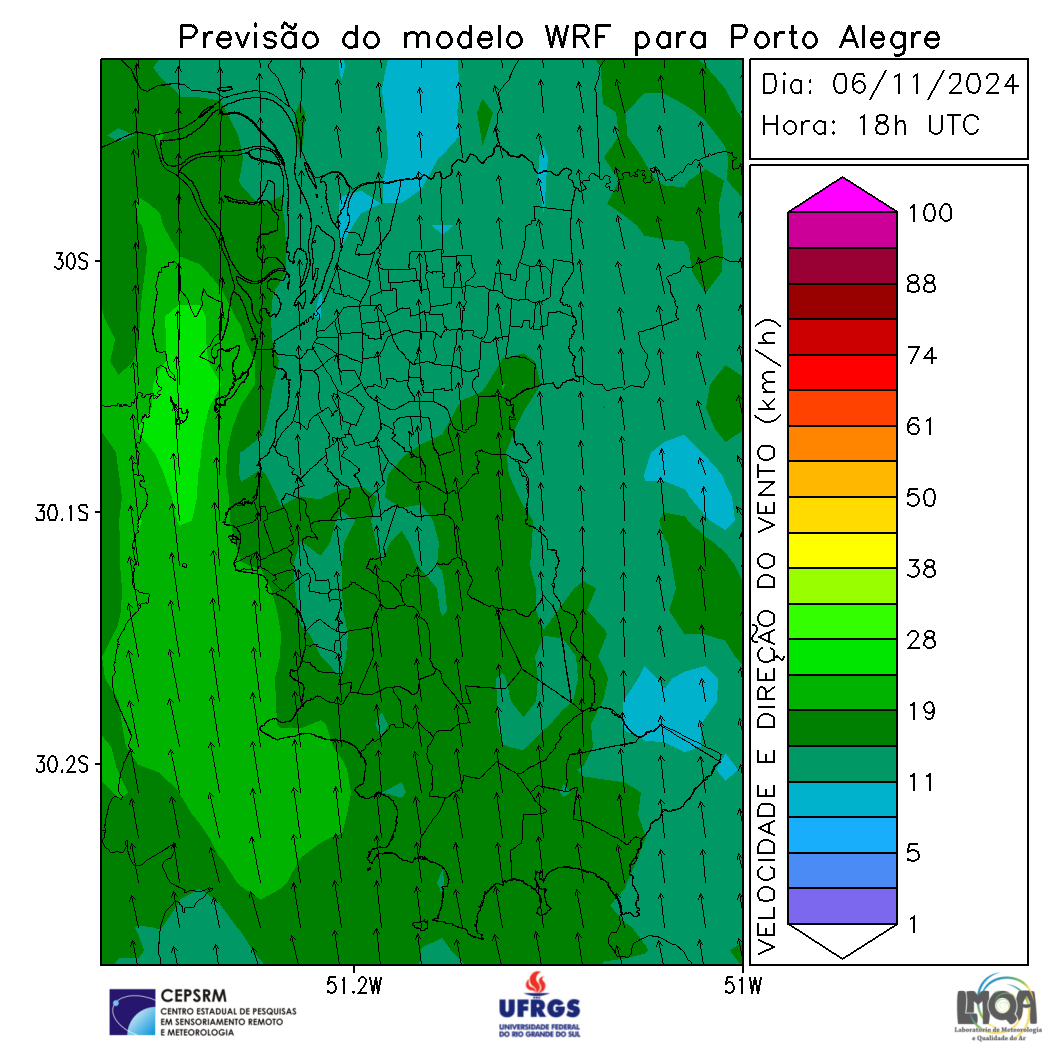 Previsão do modelo WRF para Porto Alegre
Dia: 06/11/2024
Hora: 18h UTC
30S
30.1S
30.2S
51.2W
51W
VELOCIDADE E DIREÇÃO DO VENTO (km/h)
100
88
74
61
50
38
28
19
11
5
1
CEPSRM
CENTRO ESTADUAL DE PESQUISAS
EM SENSORIAMENTO REMOTO
E METEOROLOGIA
UFRGS
UNIVERSIDADE FEDERAL
DO RIO GRANDE DO SUL
LMQA
Laboratório de Meteorologia
e Qualidade do Ar